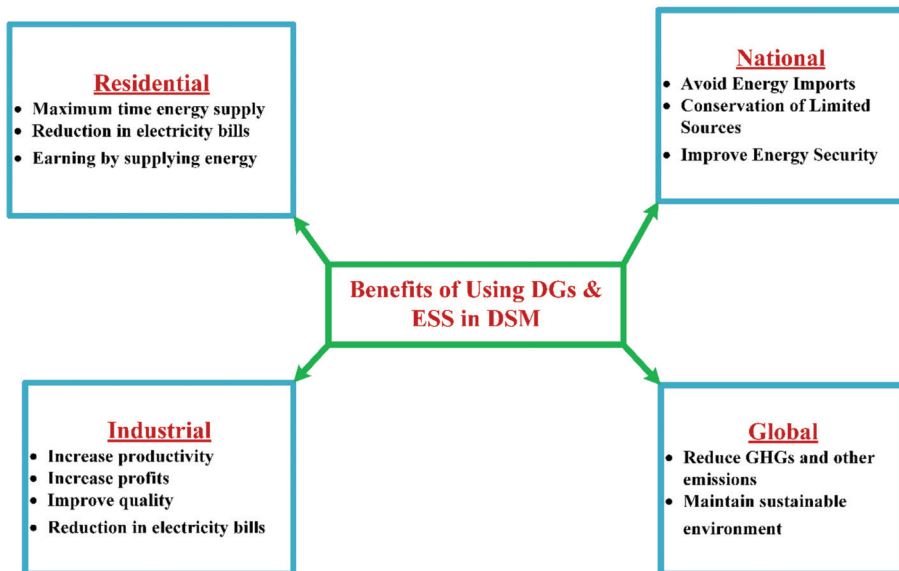 Residential
• Maximum time energy supply
• Reduction in electricity bills
• Earning by supplying energy
National
• Avoid Energy Imports
• Conservation of Limited
Sources
• Improve Energy Security
Benefits of Using DGs &
ESS in DSM
Industrial
• Increase productivity
• Increase profits
• Improve quality
• Reduction in electricity bills
Global
• Reduce GHGs and other
emissions
• Maintain sustainable
environment